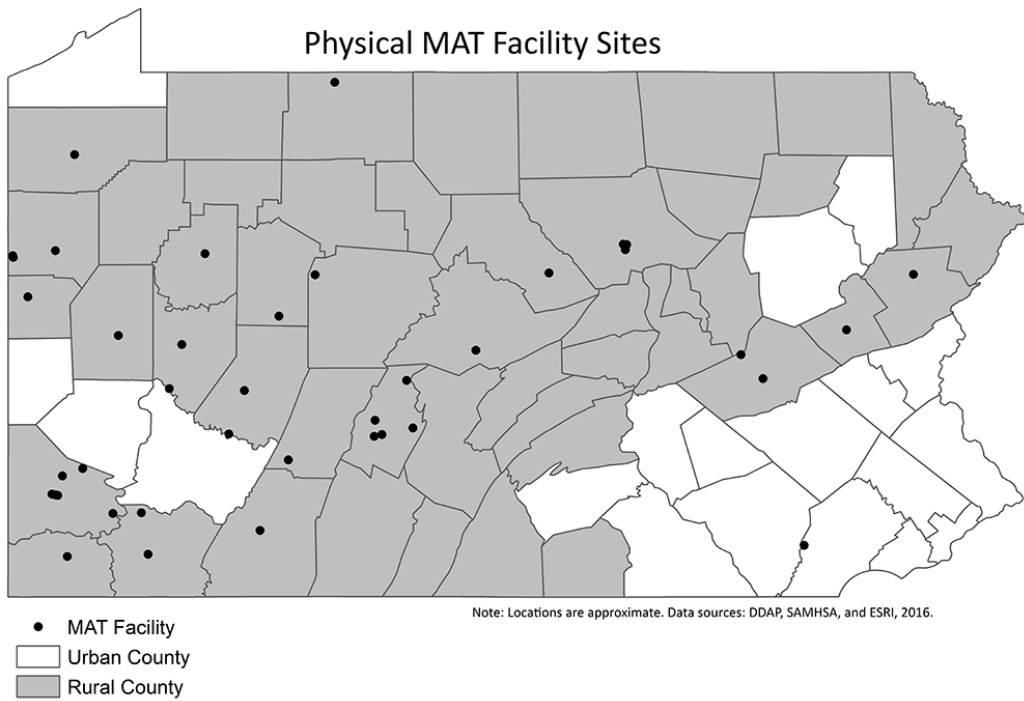 Physical MAT Facility Sites
Note: Locations are approximate. Data sources: DDAP, SAMHSA, and ESRI, 2016.
MAT Facility
Urban County
Rural County